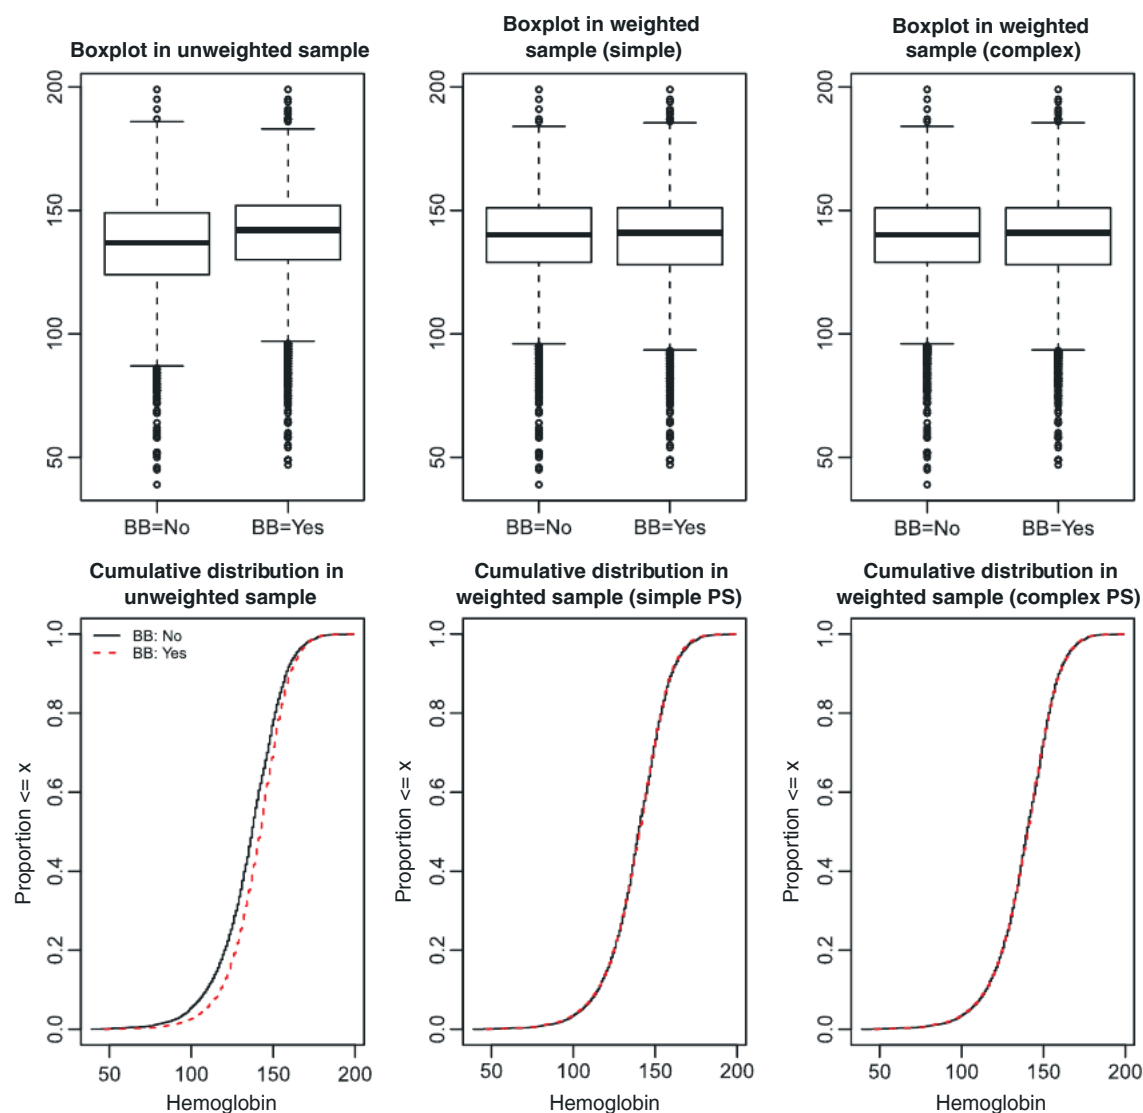 Boxplot in unweighted sample
Boxplot in weighted
sample (simple)
Boxplot in weighted
sample (complex)
200
150
100
50
BB=No BB=Yes
200
150
100
50
BB=No BB=Yes
200
150
100
50
BB=No BB=Yes
Cumulative distribution in
unweighted sample
Cumulative distribution in
weighted sample (simple PS)
Cumulative distribution in
weighted sample (complex PS)
BB: No
BB: Yes
Proportion <= x
1.0
0.8
0.6
0.4
0.2
0.0
50 100 150 200
Hemoglobin
Proportion <= x
1.0
0.8
0.6
0.4
0.2
0.0
50 100 150 200
Hemoglobin
Proportion <= x
1.0
0.8
0.6
0.4
0.2
0.0
50 100 150 200
Hemoglobin